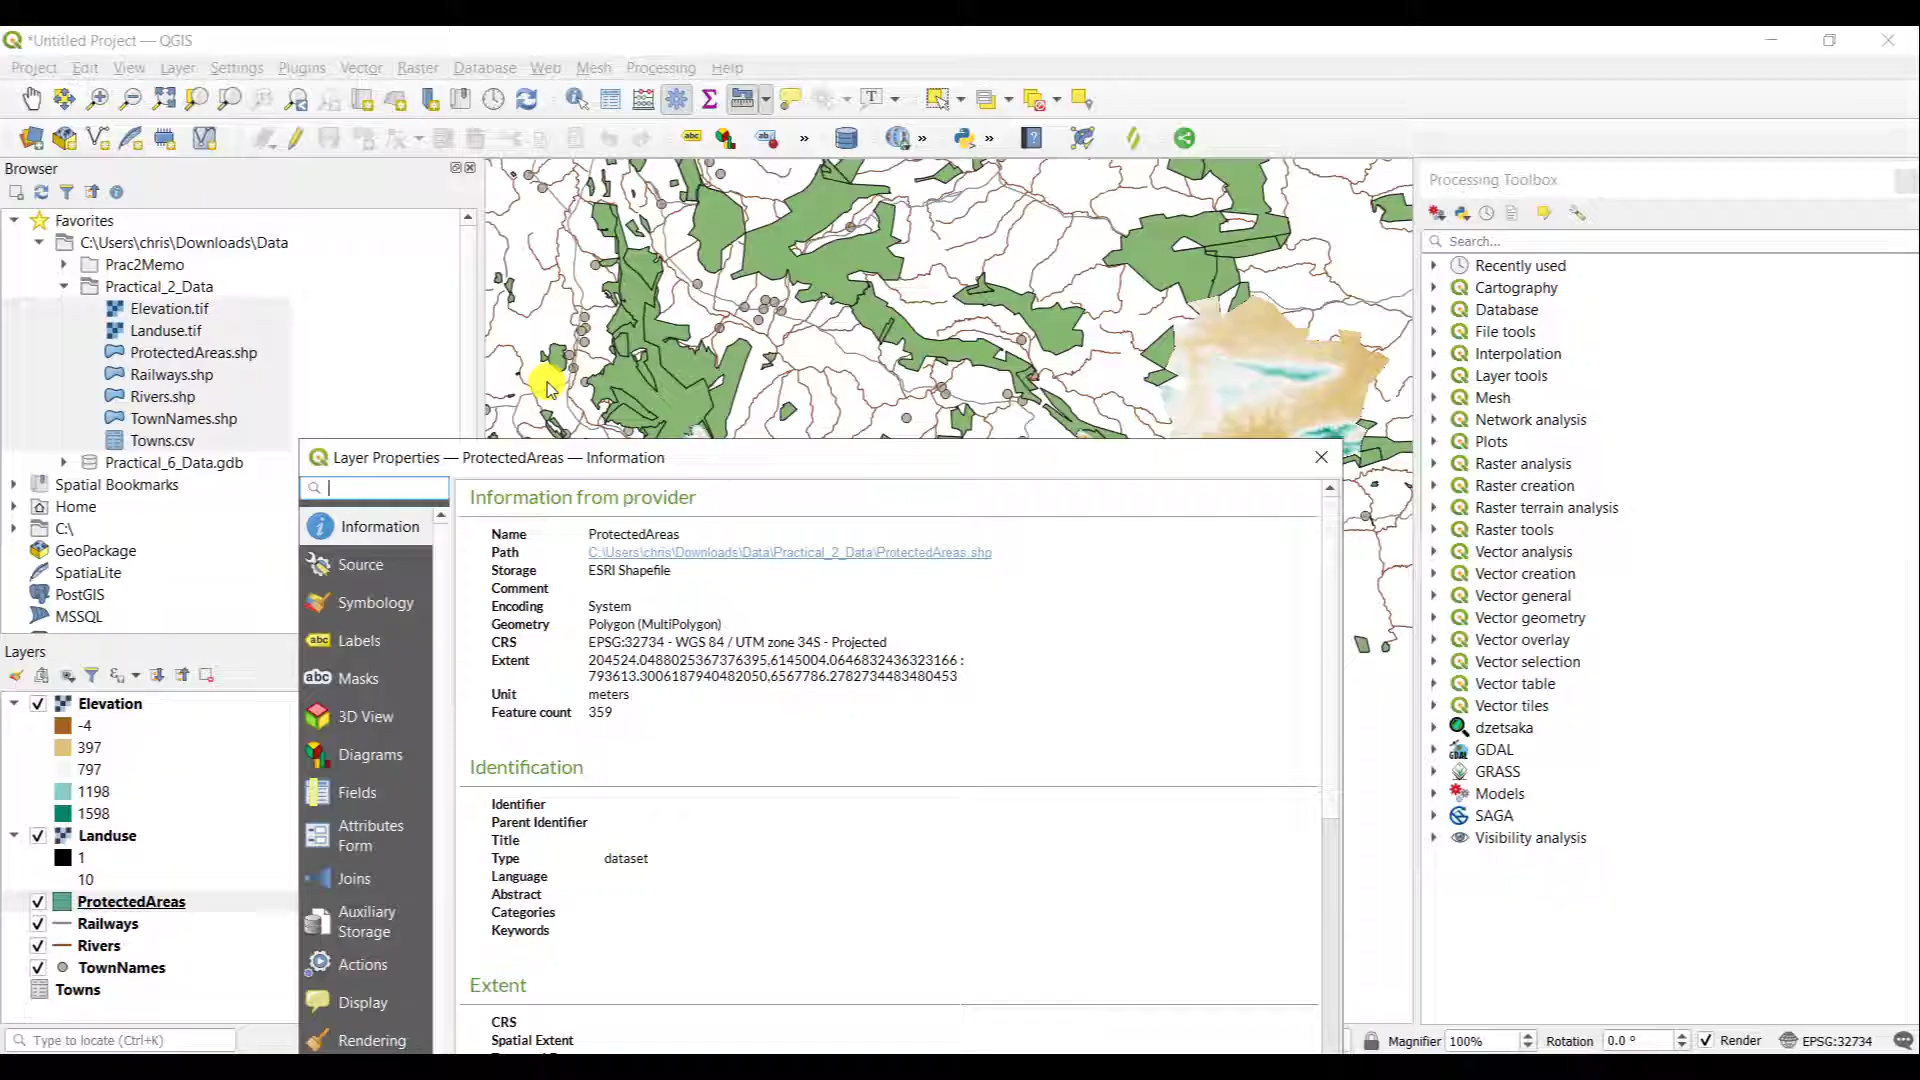 *Untitled Project — QGIS
Project Edit View Layer Settings Plugins Vector Raster Database Web Mesh Processing Help
Browser
Favorites
C:\Users\chris\Downloads\Data
Prac2Memo
Practical_2_Data
Elevation.tif
Landuse.tif
ProtectedAreas.shp
Railways.shp
Rivers.shp
TownNames.shp
Towns.csv
Practical_6_Data.gdb
Spatial Bookmarks
Home
C:\
GeoPackage
SpatiaLite
PostGIS
MSSQL
Layers
Elevation
-4
397
797
1198
1598
Landuse
1
10
ProtectedAreas
Railways
Rivers
TownNames
Towns
Type to locate (Ctrl+K)
Layer Properties — ProtectedAreas — Information
Information
Source
Symbology
Labels
Masks
3D View
Diagrams
Fields
Attributes
Form
Joins
Auxiliary
Storage
Actions
Display
Rendering
Information from provider
Name ProtectedAreas
Path C:\Users\chris\Downloads\Data\Practical_2_Data\ProtectedAreas.shp
Storage ESRI Shapefile
Comment
Encoding System
Geometry Polygon (MultiPolygon)
CRS EPSG:32734 - WGS 84 / UTM zone 34S - Projected
Extent 204524.0488025367376395,6145004.0646832436323166 :
793613.3006187940482050,6567786.2782734483480453
Unit meters
Feature count 359
Identification
Identifier
Parent Identifier
Title
Type dataset
Language
Abstract
Categories
Keywords
Extent
CRS
Spatial Extent
Processing Toolbox
Search...
Recently used
Cartography
Database
File tools
Interpolation
Layer tools
Mesh
Network analysis
Plots
Raster analysis
Raster creation
Raster terrain analysis
Raster tools
Vector analysis
Vector creation
Vector general
Vector geometry
Vector overlay
Vector selection
Vector table
Vector tiles
dzetsaka
GDAL
GRASS
Models
SAGA
Visibility analysis
Magnifier 100% Rotation 0.0 ° Render EPSG:32734